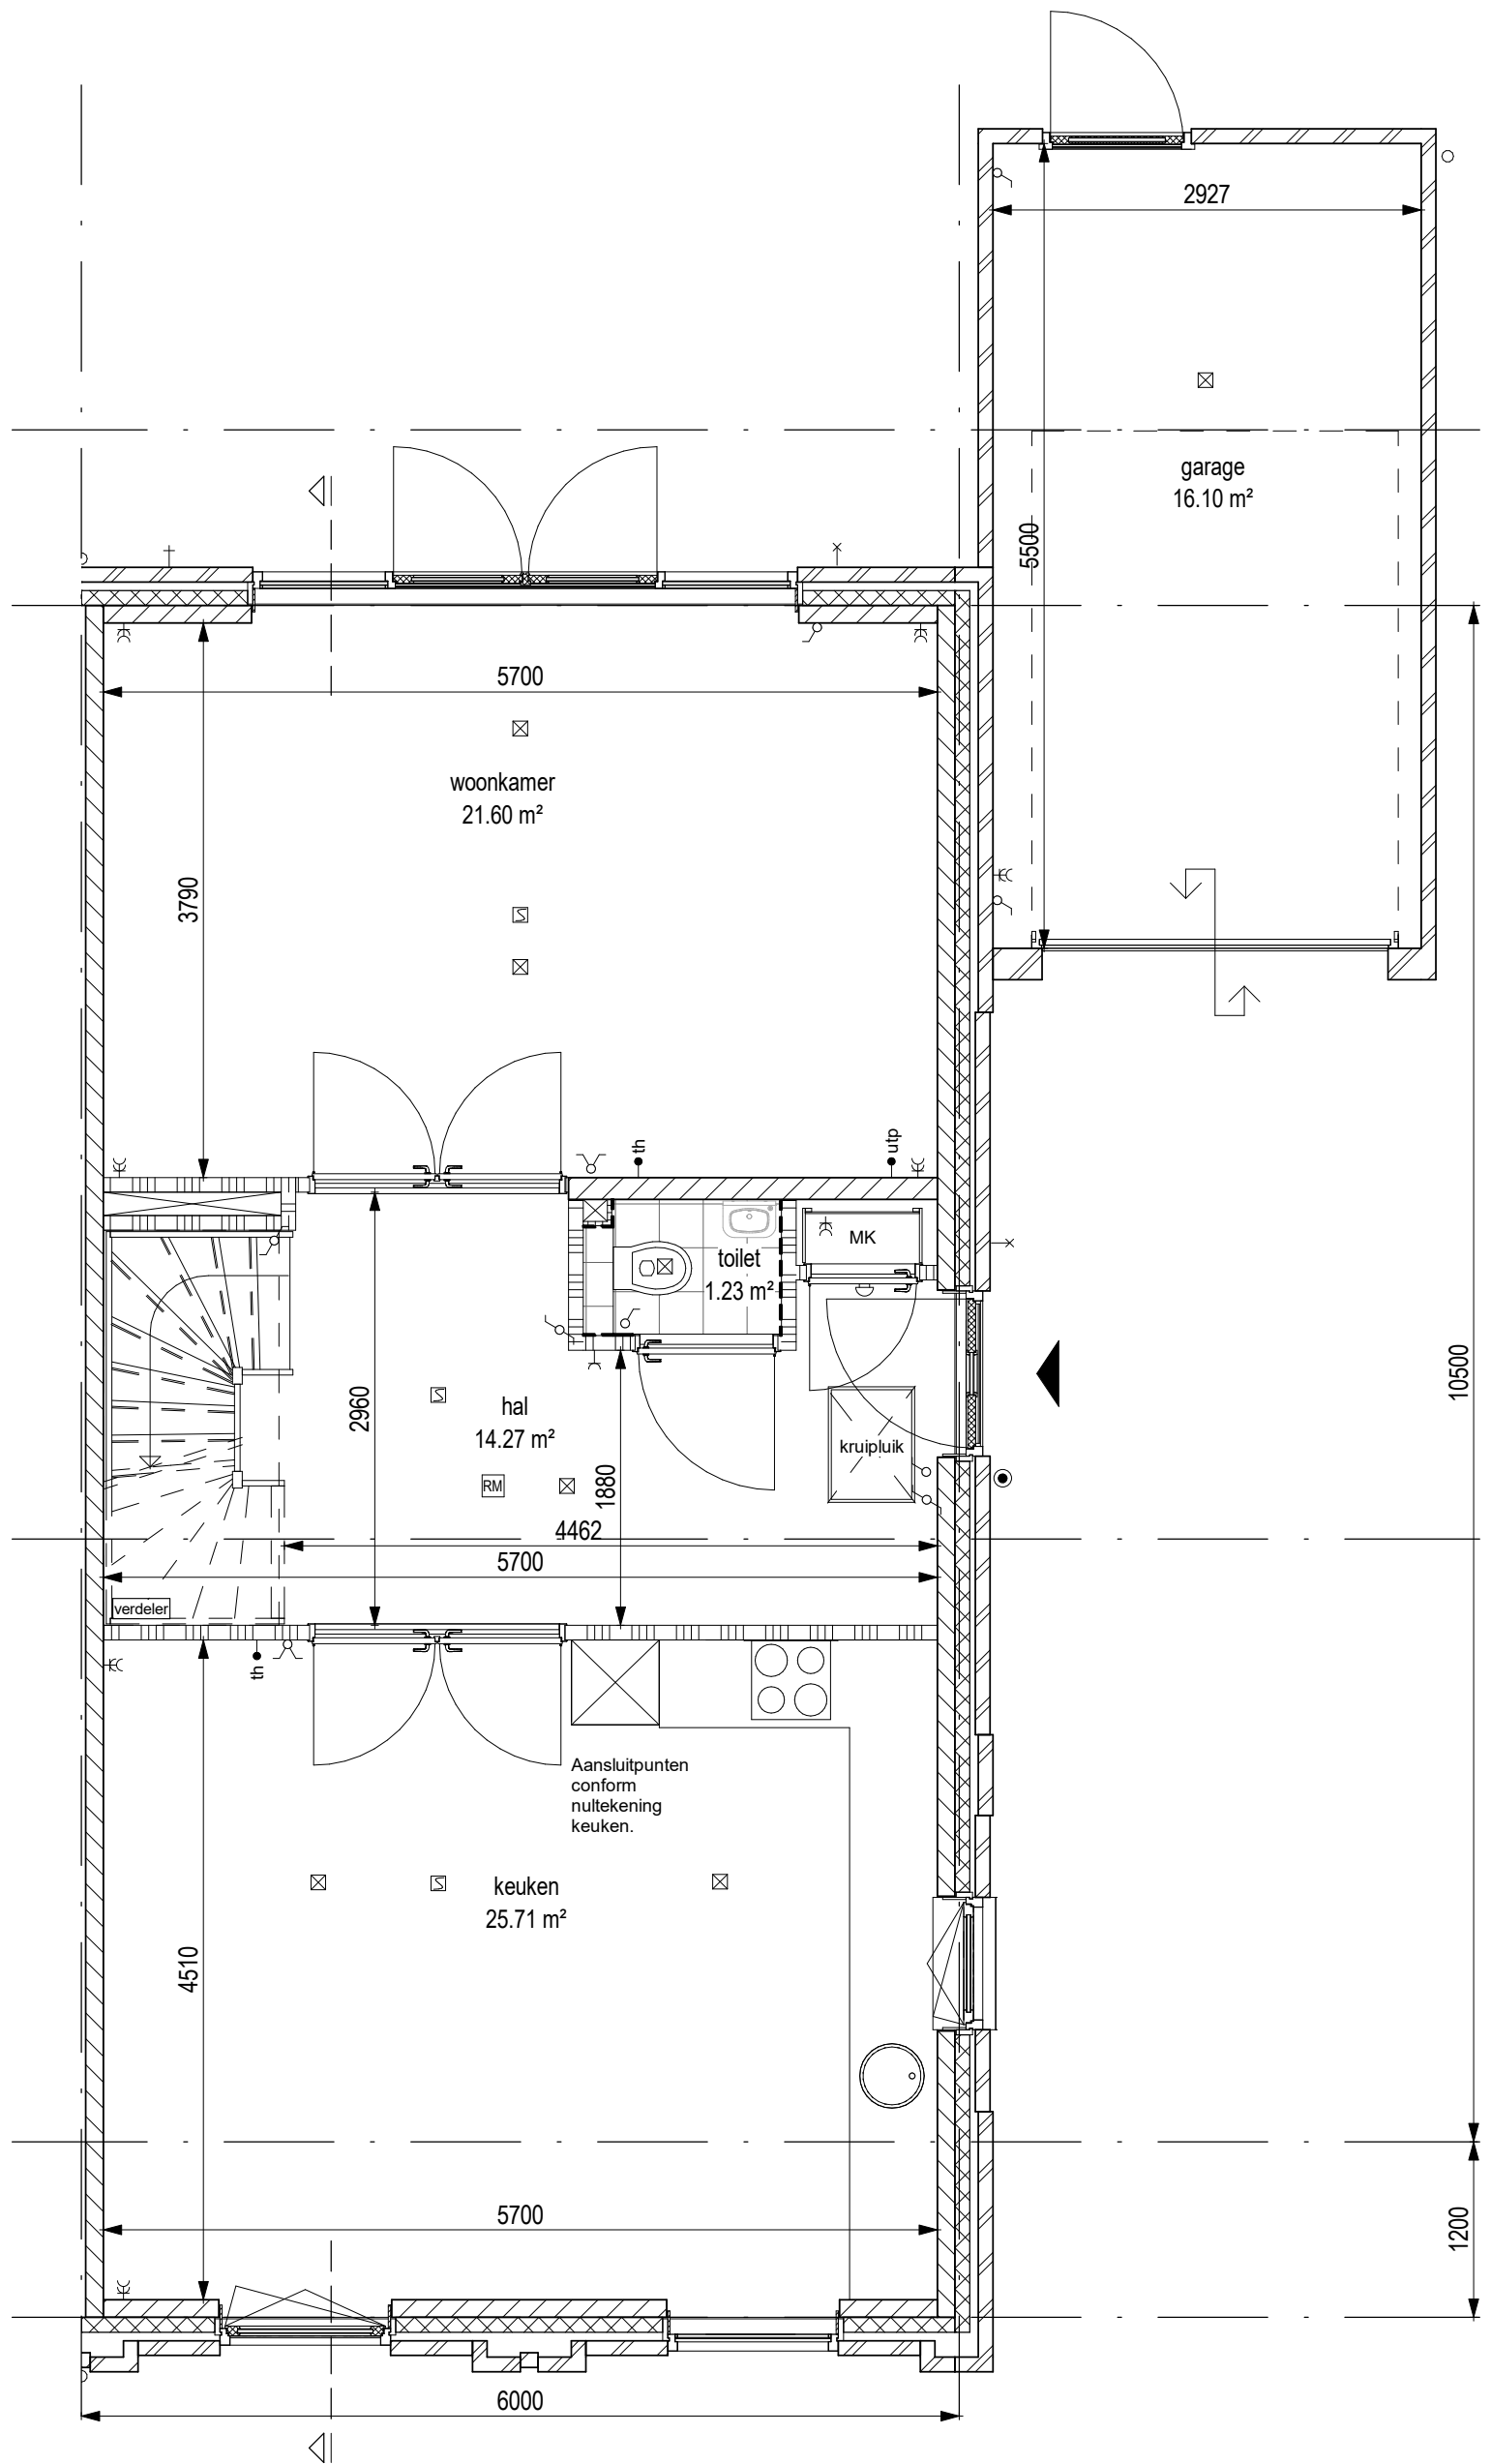 2927
garage
16.10 m²
5500
5700
woonkamer
21.60 m²
3790
th
utp
MK
toilet
1.23 m²
2960
hal
14.27 m²
kruipluik
RM
1880
4462
5700
verdeler
10500
th
Aansluitpunten
conform
nultekening
keuken.
keuken
25.71 m²
4510
5700
1200
6000